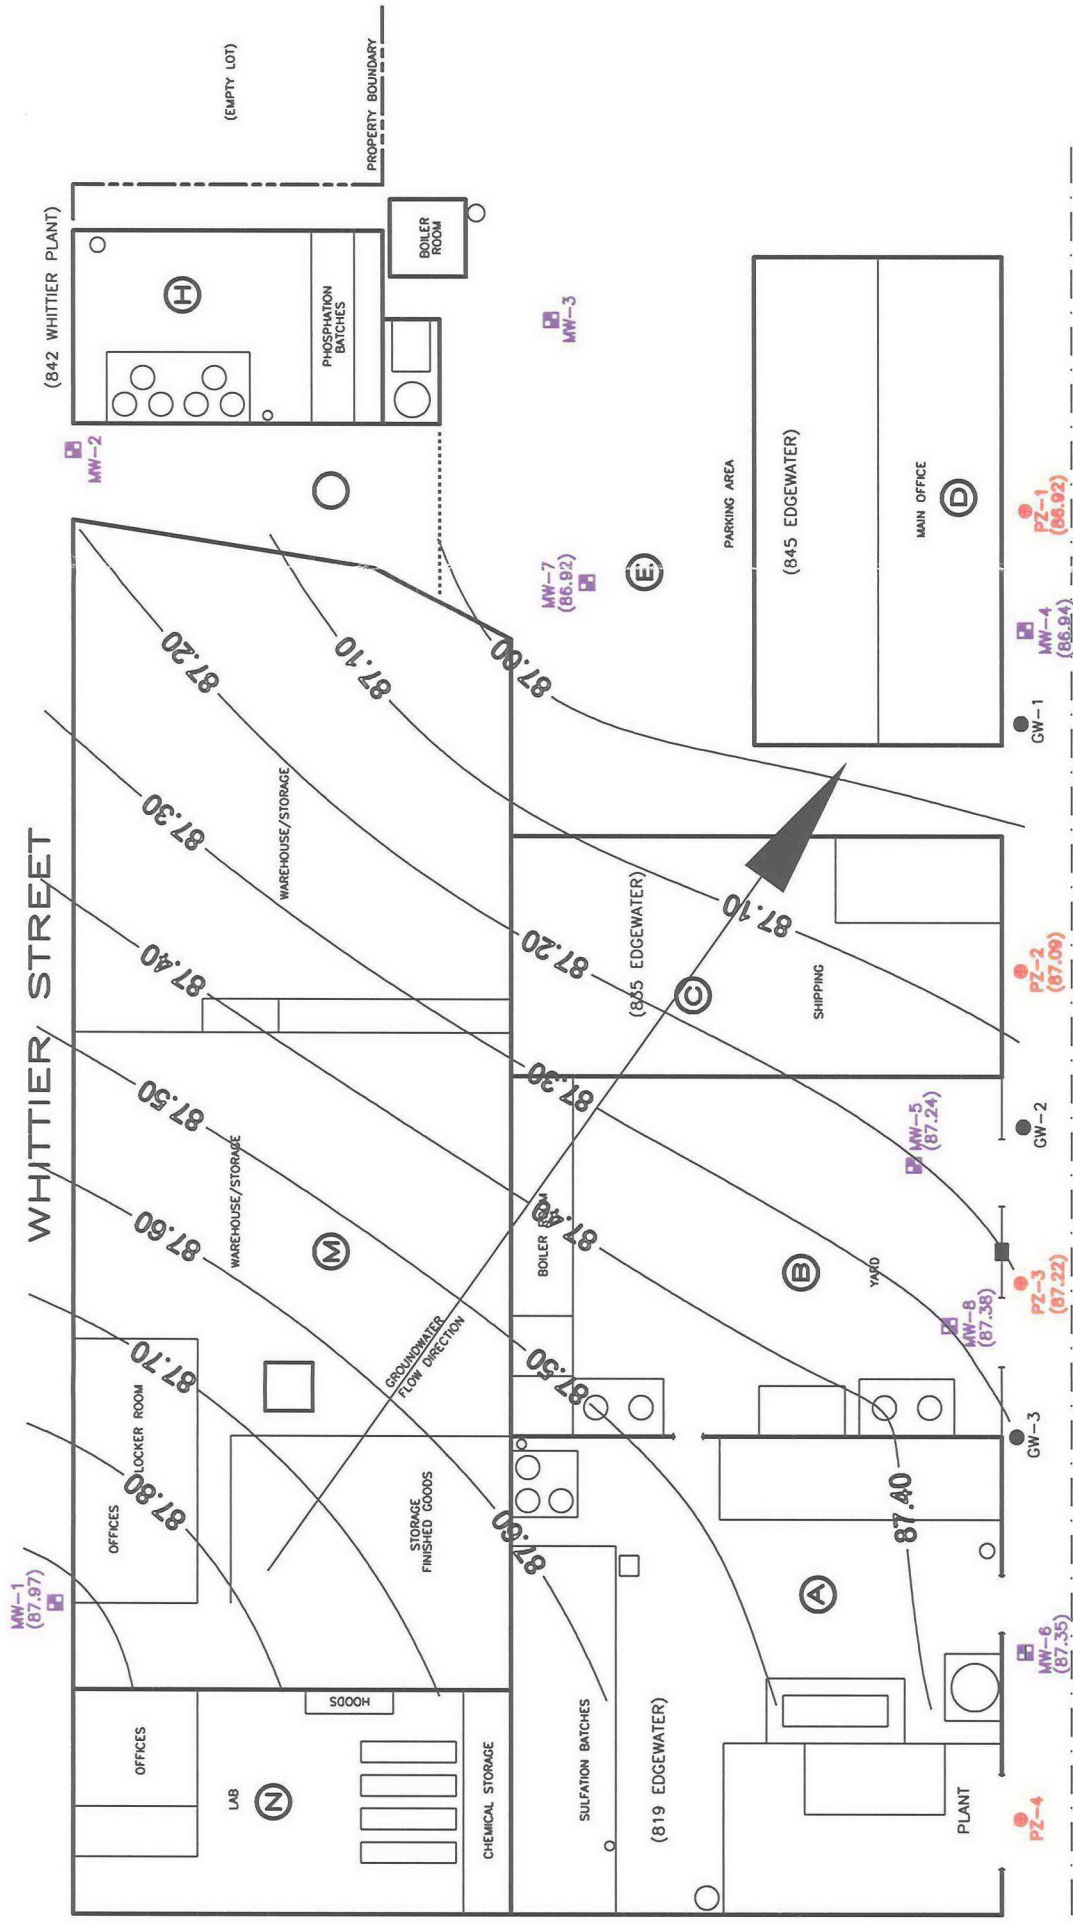 WHITTIER STREET
(842 WHITTIER PLANT)
(EMPTY LOT)
PROPERTY BOUNDARY
MW-1
(87.97)
OFFICES
LAB
N
HOODS
CHEMICAL STORAGE
OFFICES
LOCKER ROOM
STORAGE
FINISHED GOODS
WAREHOUSE/STORAGE
M
WAREHOUSE/STORAGE
GROUNDWATER
FLOW DIRECTION
MW-2
H
PHOSPHATION
BATCHES
BOILER
ROOM
MW-3
MW-7
(86.92)
E
PARKING AREA
(845 EDGEWATER)
MAIN OFFICE
D
(835 EDGEWATER)
C
SHIPPING
BOILER ROOM
B
YARD
MW-5
(87.24)
MW-8
(87.38)
SULFATION BATCHES
(819 EDGEWATER)
A
PLANT
PZ-4
MW-6
(87.35)
GW-3
PZ-3
(87.22)
GW-2
PZ-2
(87.09)
GW-1
MW-4
(86.94)
PZ-1
(86.92)
87.80
87.70
87.60
87.50
87.40
87.30
87.20
87.10
87.00
87.60
87.50
87.40
87.30
87.20
87.10
87.40